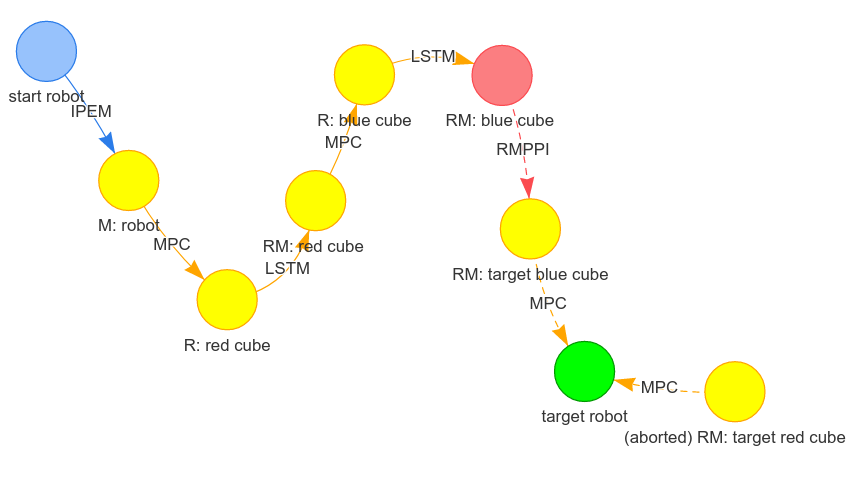 start robot
IPEM
M: robot
MPC
R: red cube
LSTM
RM: red cube
MPC
R: blue cube
LSTM
RM: blue cube
RMPPI
RM: target blue cube
MPC
target robot
MPC
(aborted) RM: target red cube